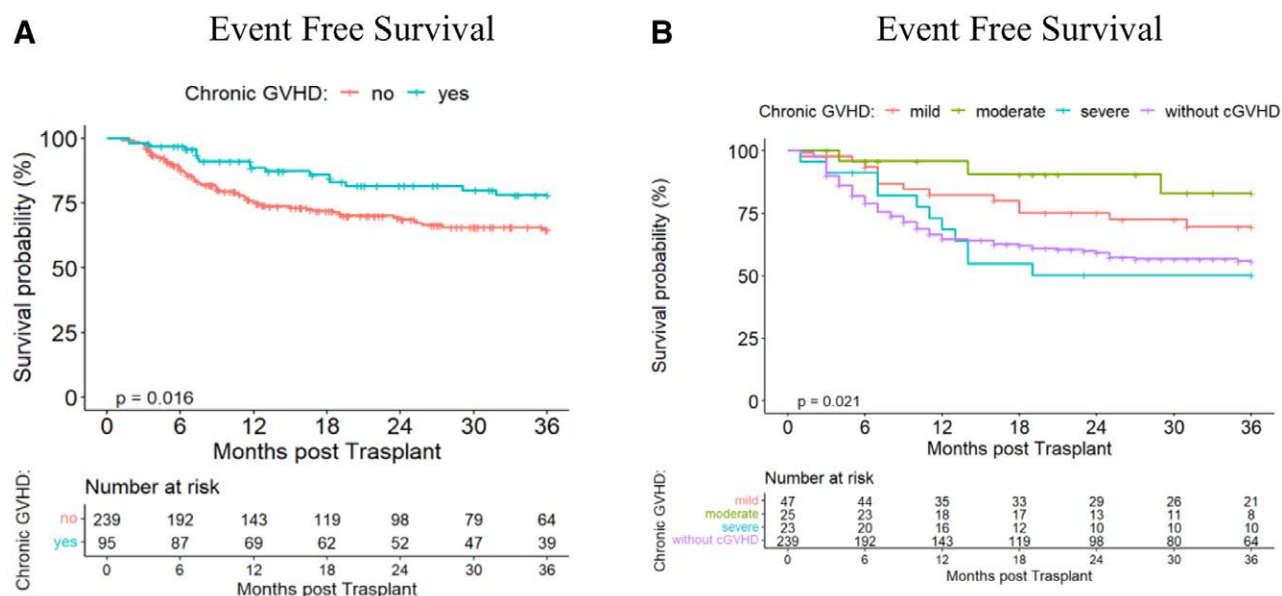 A
Event Free Survival
Chronic GVHD: no yes
Survival probability (%)
100
75
50
25
0
p = 0.016
0 6 12 18 24 30 36
Months post Trasplant
Number at risk
Chronic GVHD:
no 239 192 143 119 98 79 64
yes 95 87 69 62 52 47 39
0 6 12 18 24 30 36
Months post Trasplant
B
Event Free Survival
Chronic GVHD: mild moderate severe without cGVHD
Survival probability (%)
100
75
50
25
0
p = 0.021
0 6 12 18 24 30 36
Months post Trasplant
Number at risk
Chronic GVHD:
mild 47 44 35 33 29 26 21
moderate 25 23 18 17 13 11 8
severe 23 20 16 12 10 10 10
without cGVHD 239 192 143 119 98 80 64
0 6 12 18 24 30 36
Months post Trasplant